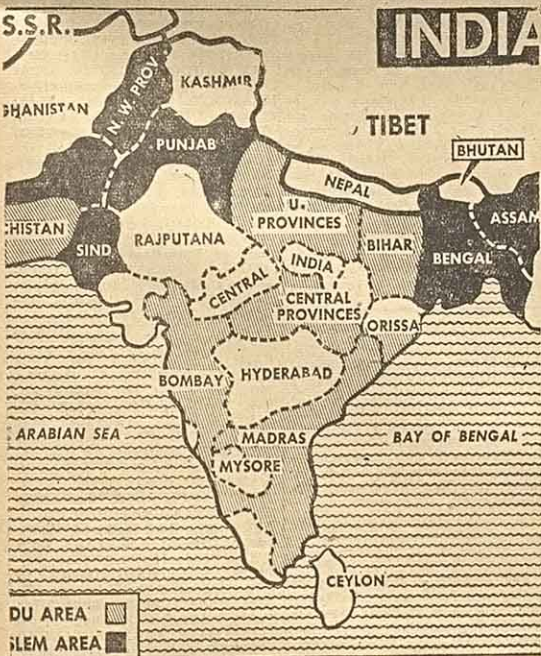 S.S.R.
INDIA
KASHMIR
N. W. PROV
GHANISTAN
TIBET
PUNJAB
BHUTAN
NEPAL
U.
PROVINCES
ASSAM
CHISTAN
RAJPUTANA
BIHAR
SIND
BENGAL
INDIA
CENTRAL
CENTRAL
PROVINCES
ORISSA
HYDERABAD
BOMBAY
ARABIAN SEA
MADRAS
BAY OF BENGAL
MYSORE
CEYLON
DU AREA
SLEM AREA